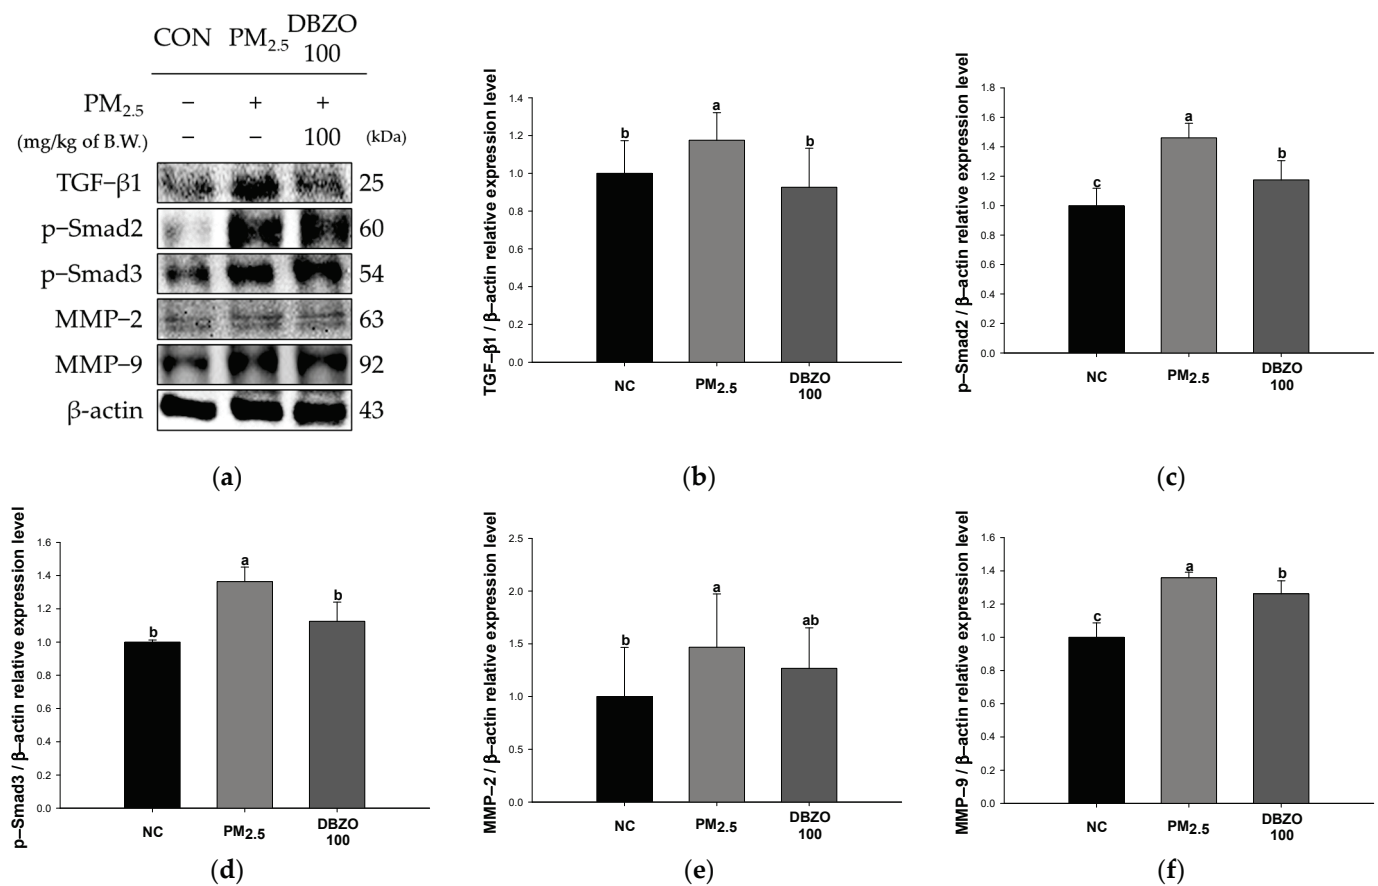 CON PM2.5 DBZO 100
PM2.5 − + +
(mg/kg of B.W.) − − 100 (kDa)
TGF−β1 25
p−Smad2 60
p−Smad3 54
MMP−2 63
MMP−9 92
β-actin 43
(a)
TGF−β1 / β−actin relative expression level
1.4
1.2
1.0
0.8
0.6
0.4
0.2
0.0
b a b
NC PM2.5 DBZO 100
(b)
p−Smad2 / β−actin relative expression level
1.8
1.6
1.4
1.2
1.0
0.8
0.6
0.4
0.2
0.0
c a b
NC PM2.5 DBZO 100
(c)
p−Smad3 / β−actin relative expression level
1.6
1.4
1.2
1.0
0.8
0.6
0.4
0.2
0.0
b a b
NC PM2.5 DBZO 100
(d)
MMP−2 / β−actin relative expression level
2.5
2.0
1.5
1.0
0.5
0.0
b a ab
NC PM2.5 DBZO 100
(e)
MMP−9 / β−actin relative expression level
1.6
1.4
1.2
1.0
0.8
0.6
0.4
0.2
0.0
c a b
NC PM2.5 DBZO 100
(f)